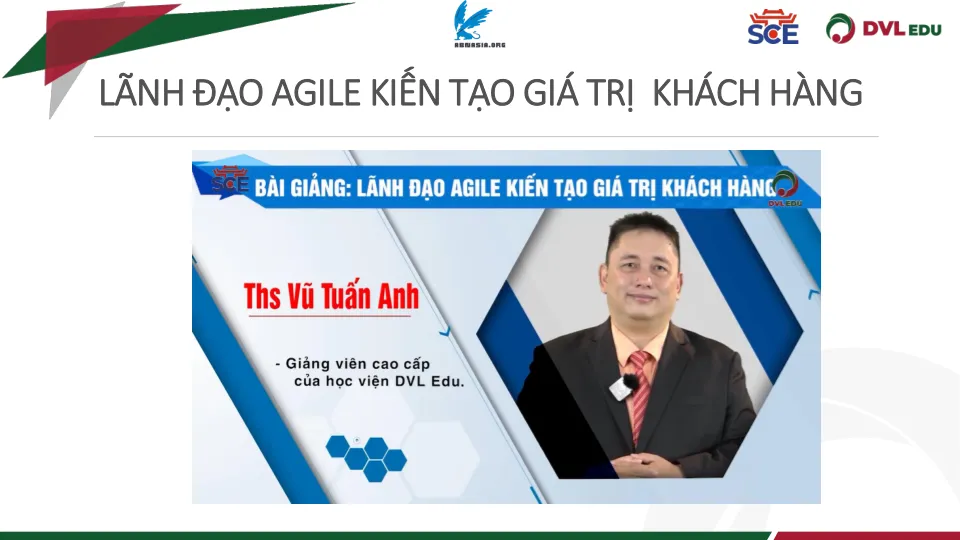 AUMASIA.ORG
SCE
DVL EDU
LÃNH ĐẠO AGILE KIẾN TẠO GIÁ TRỊ KHÁCH HÀNG
SCE
BÀI GIẢNG: LÃNH ĐẠO AGILE KIẾN TẠO GIÁ TRỊ KHÁCH HÀNG
DVL EDU
Ths Vũ Tuấn Anh
- Giảng viên cao cấp
của học viện DVL Edu.